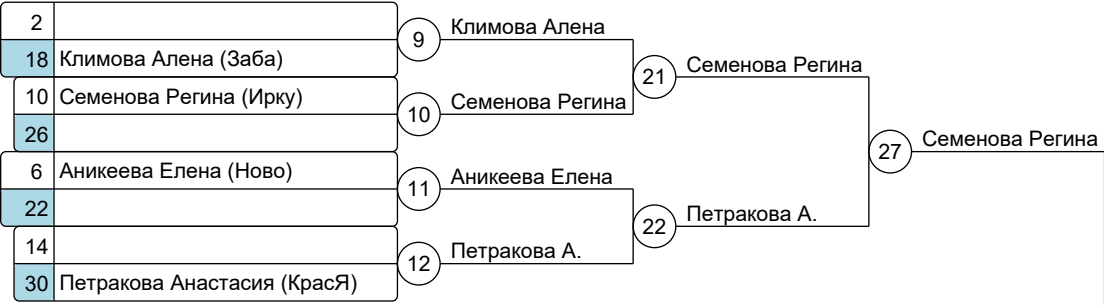 2
18 Климова Алена (Заба)
9 Климова Алена
10 Семенова Регина (Ирку)
26
10 Семенова Регина
21 Семенова Регина
6 Аникеева Елена (Ново)
22
11 Аникеева Елена
14
30 Петракова Анастасия (КрасЯ)
12 Петракова А.
22 Петракова А.
27 Семенова Регина